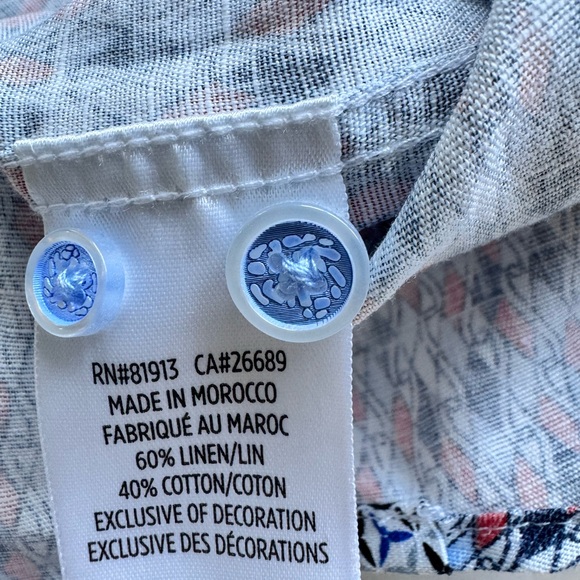 RN#81913 CA#26689
MADE IN MOROCCO
FABRIQUÉ AU MAROC
60% LINEN/LIN
40% COTTON/COTON
EXCLUSIVE OF DECORATION
EXCLUSIVE DES DÉCORATIONS